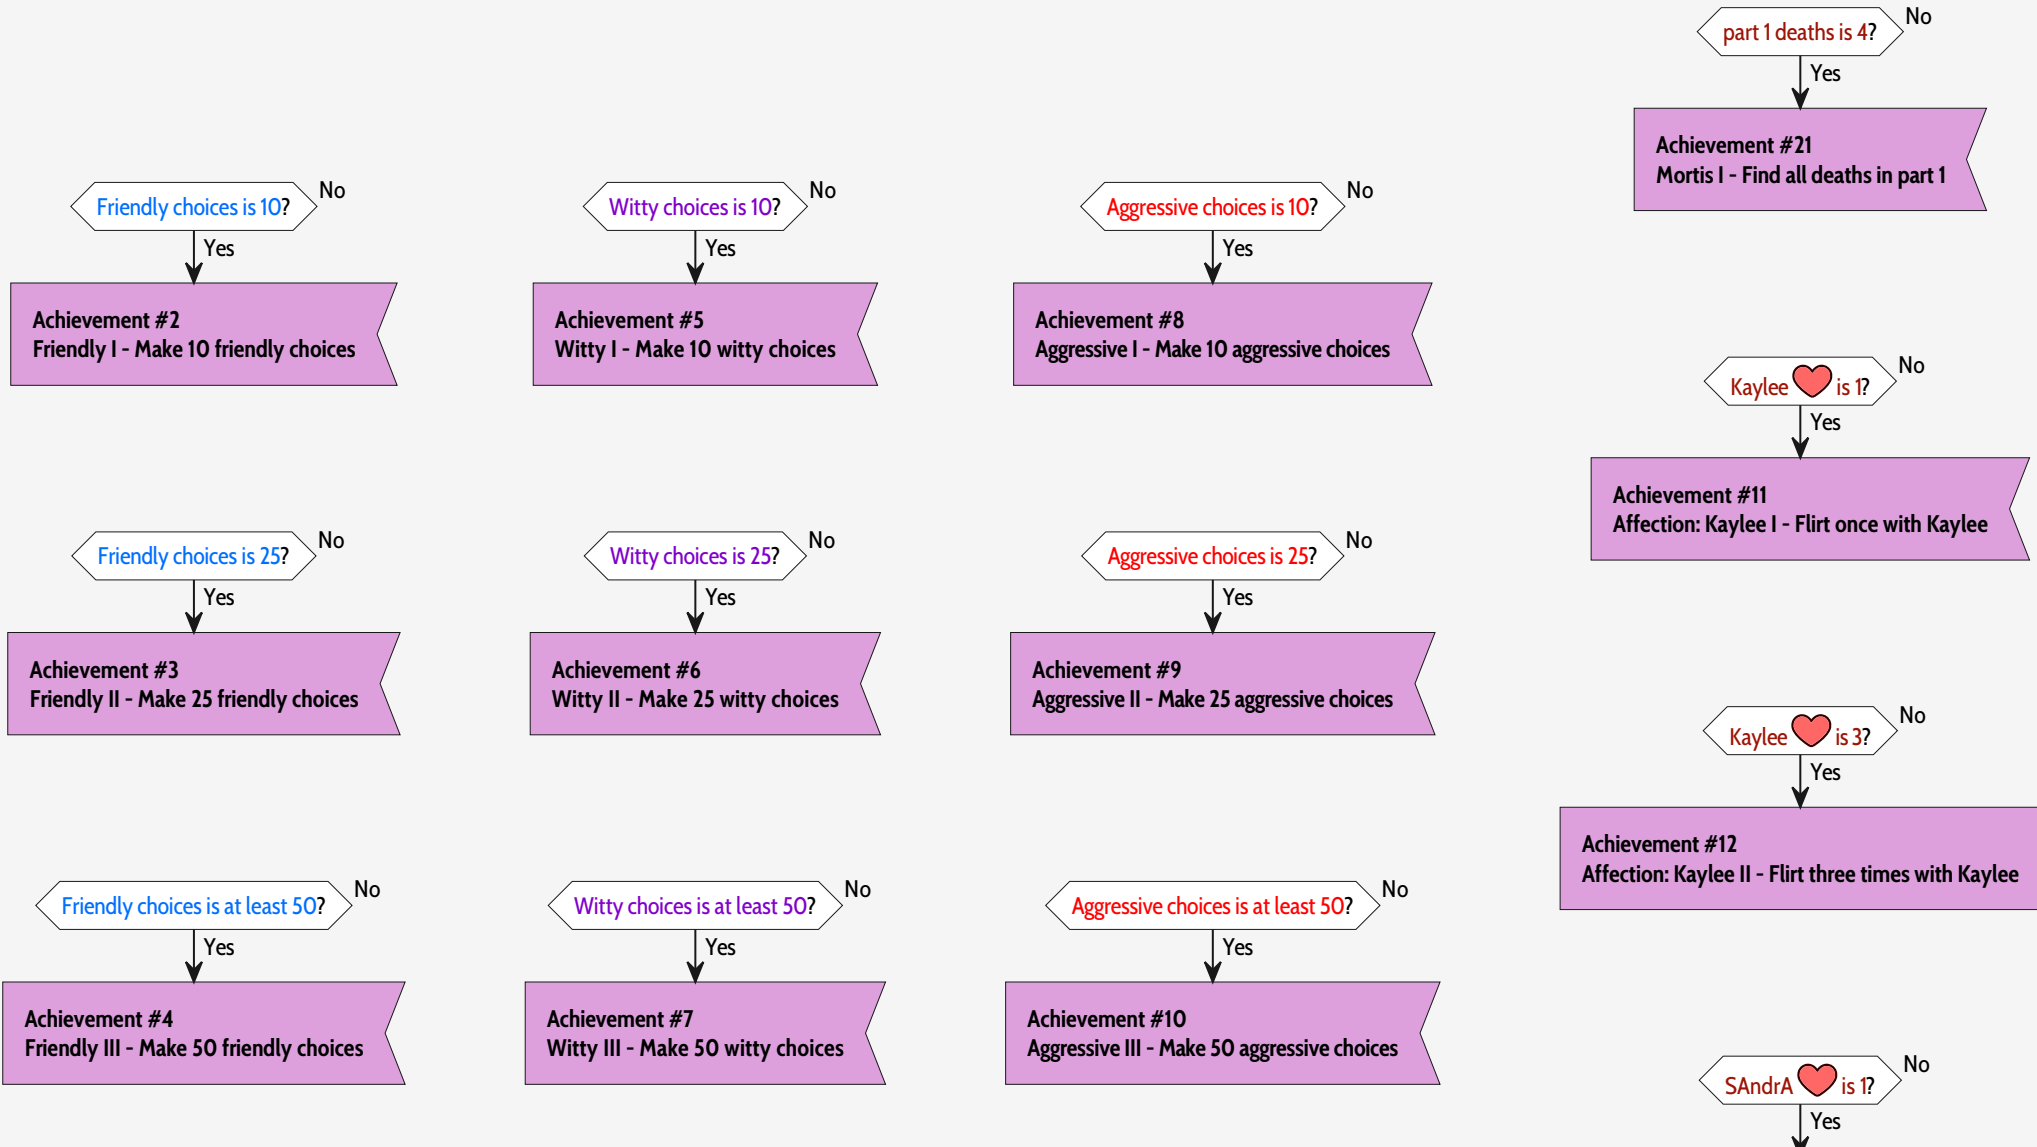 part 1 deaths is 4?
No
Yes
Achievement #21
Mortis I - Find all deaths in part 1
Friendly choices is 10?
No
Yes
Achievement #2
Friendly I - Make 10 friendly choices
Witty choices is 10?
No
Yes
Achievement #5
Witty I - Make 10 witty choices
Aggressive choices is 10?
No
Yes
Achievement #8
Aggressive I - Make 10 aggressive choices
Kaylee ❤ is 1?
No
Yes
Achievement #11
Affection: Kaylee I - Flirt once with Kaylee
Friendly choices is 25?
No
Yes
Achievement #3
Friendly II - Make 25 friendly choices
Witty choices is 25?
No
Yes
Achievement #6
Witty II - Make 25 witty choices
Aggressive choices is 25?
No
Yes
Achievement #9
Aggressive II - Make 25 aggressive choices
Kaylee ❤ is 3?
No
Yes
Achievement #12
Affection: Kaylee II - Flirt three times with Kaylee
Friendly choices is at least 50?
No
Yes
Achievement #4
Friendly III - Make 50 friendly choices
Witty choices is at least 50?
No
Yes
Achievement #7
Witty III - Make 50 witty choices
Aggressive choices is at least 50?
No
Yes
Achievement #10
Aggressive III - Make 50 aggressive choices
SAndrA ❤ is 1?
No
Yes